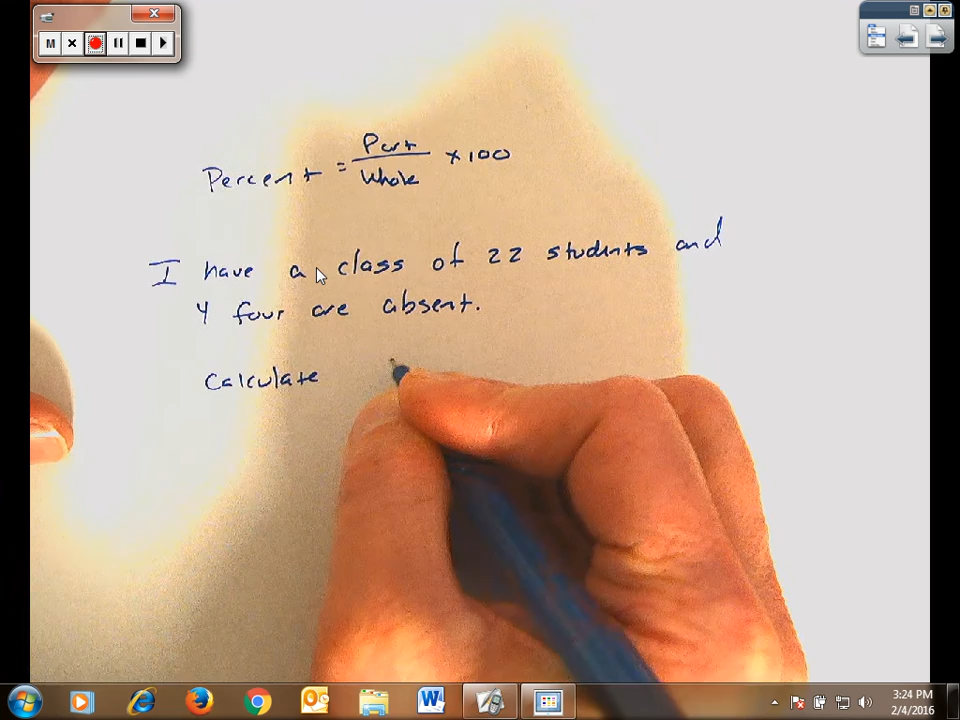 M
Percent = Part / Whole × 100
I have a class of 22 students and
4 four are absent.
Calculate
3:24 PM
2/4/2016